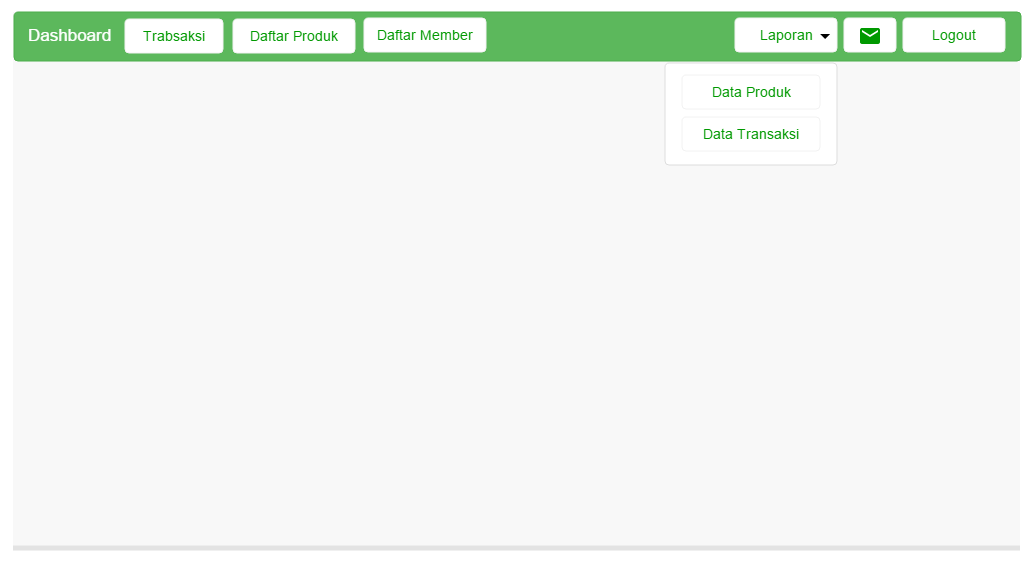 Dashboard Trabsaksi Daftar Produk Daftar Member Laporan Logout
Data Produk
Data Transaksi